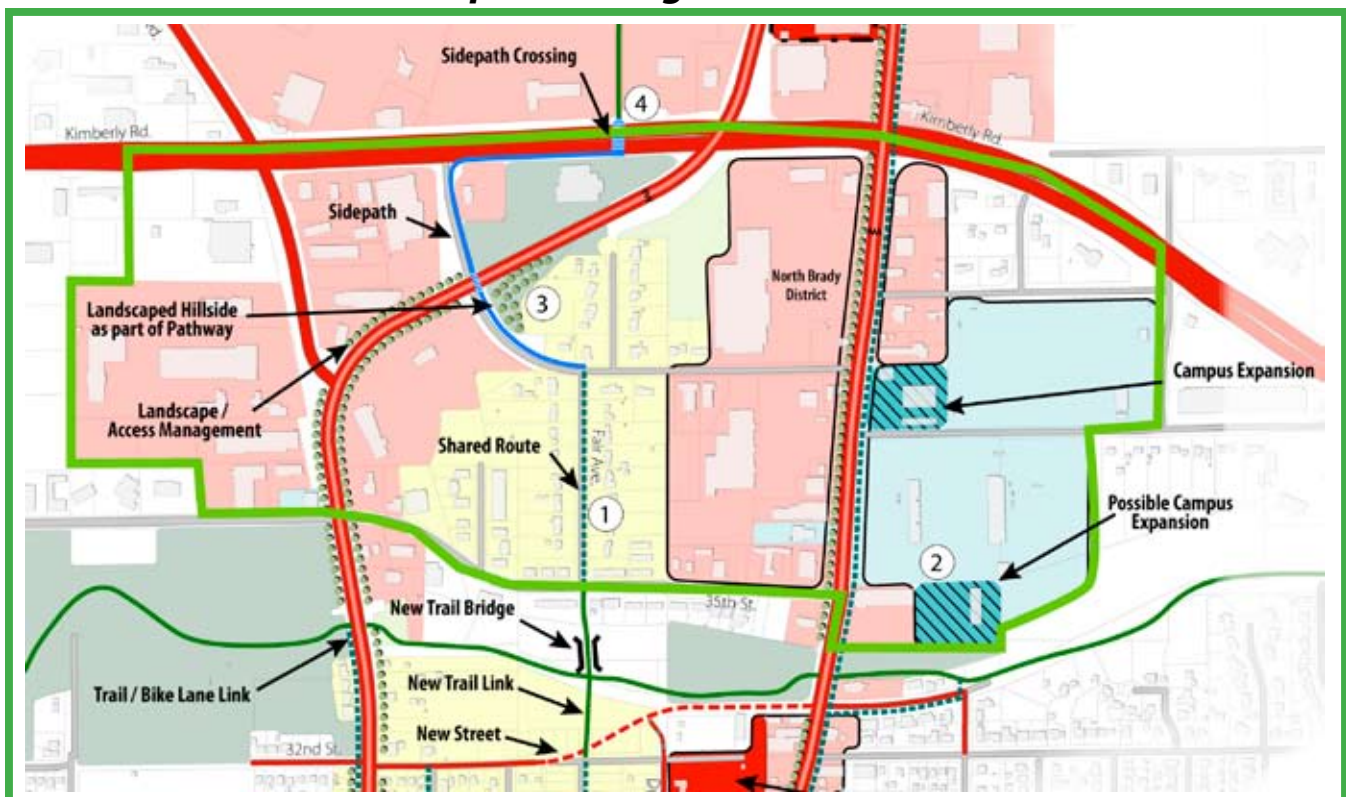 Sidepath Crossing
4
Kimberly Rd.
Kimberly Rd.
Sidepath
North Brady
District
3
Landscaped Hillside
as part of Pathway
Campus Expansion
Landscape /
Access Management
Shared Route
Fair Ave.
1
Possible Campus
Expansion
2
35th St.
New Trail Bridge
Trail / Bike Lane Link
New Trail Link
New Street
32nd St.